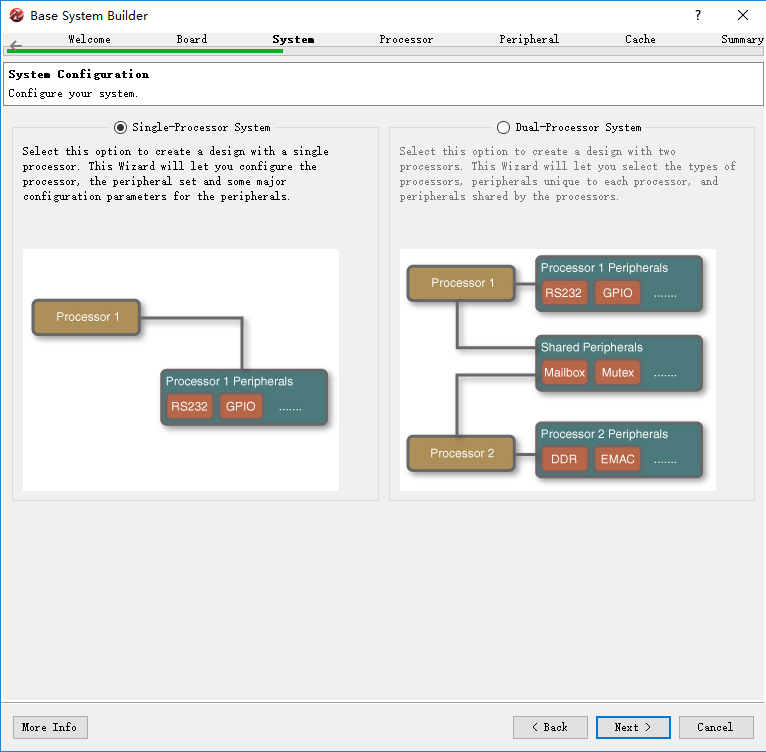 Base System Builder
?
Welcome Board System Processor Peripheral Cache Summary
System Configuration
Configure your system.
Single-Processor System
Select this option to create a design with a single
processor. This Wizard will let you configure the
processor, the peripheral set and some major
configuration parameters for the peripherals.
Processor 1
Processor 1 Peripherals
RS232 GPIO .......
Dual-Processor System
Select this option to create a design with two
processors. This Wizard will let you select the types of
processors, peripherals unique to each processor, and
peripherals shared by the processors.
Processor 1
Processor 1 Peripherals
RS232 GPIO .......
Shared Peripherals
Mailbox Mutex .......
Processor 2
Processor 2 Peripherals
DDR EMAC .......
More Info
< Back
Next >
Cancel